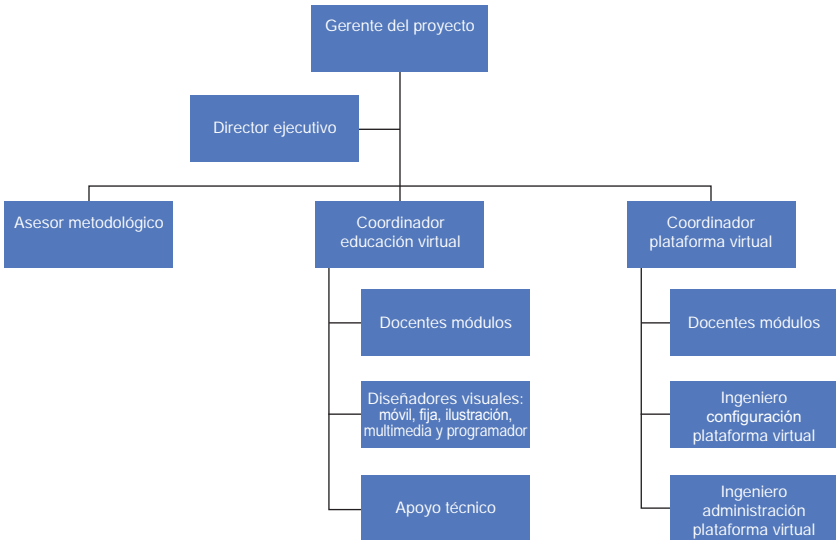 Gerente del proyecto
Director ejecutivo
Asesor metodológico
Coordinador
educación virtual
Coordinador
plataforma virtual
Docentes módulos
Diseñadores visuales:
móvil, fija, ilustración,
multimedia y programador
Apoyo técnico
Docentes módulos
Ingeniero
configuración
plataforma virtual
Ingeniero
administración
plataforma virtual